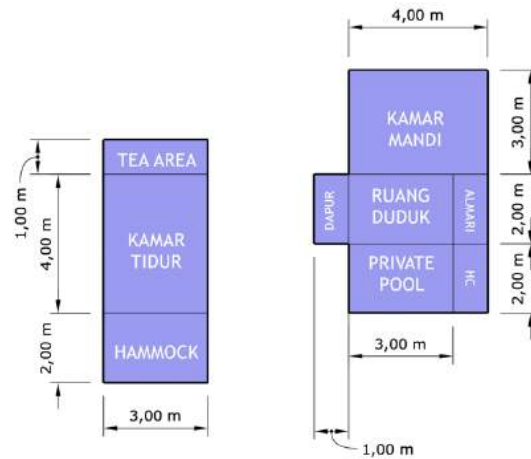 4,00 m
KAMAR
MANDI
3,00 m
TEA AREA
1,00 m
DAPUR
RUANG
DUDUK
ALMARI
2,00 m
KAMAR
TIDUR
4,00 m
PRIVATE
POOL
HC
2,00 m
HAMMOCK
2,00 m
3,00 m
3,00 m
1,00 m